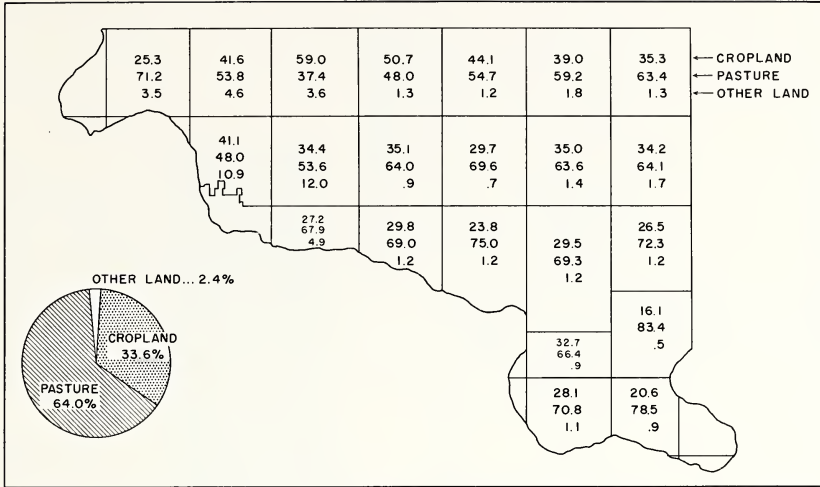 25.3 41.6 59.0 50.7 44.1 39.0 35.3 CROPLAND
71.2 53.8 37.4 48.0 54.7 59.2 63.4 PASTURE
3.5 4.6 3.6 1.3 1.2 1.8 1.3 OTHER LAND
41.1 34.4 35.1 29.7 35.0 34.2
48.0 53.6 64.0 69.6 63.6 64.1
10.9 12.0 .9 .7 1.4 1.7
27.2 29.8 23.8 29.5 26.5
67.9 69.0 75.0 69.3 72.3
4.9 1.2 1.2 1.2 1.2
16.1
83.4
.5
32.7
66.4
.9
28.1 20.6
70.8 78.5
1.1 .9
OTHER LAND... 2.4%
CROPLAND
33.6%
PASTURE
64.0%